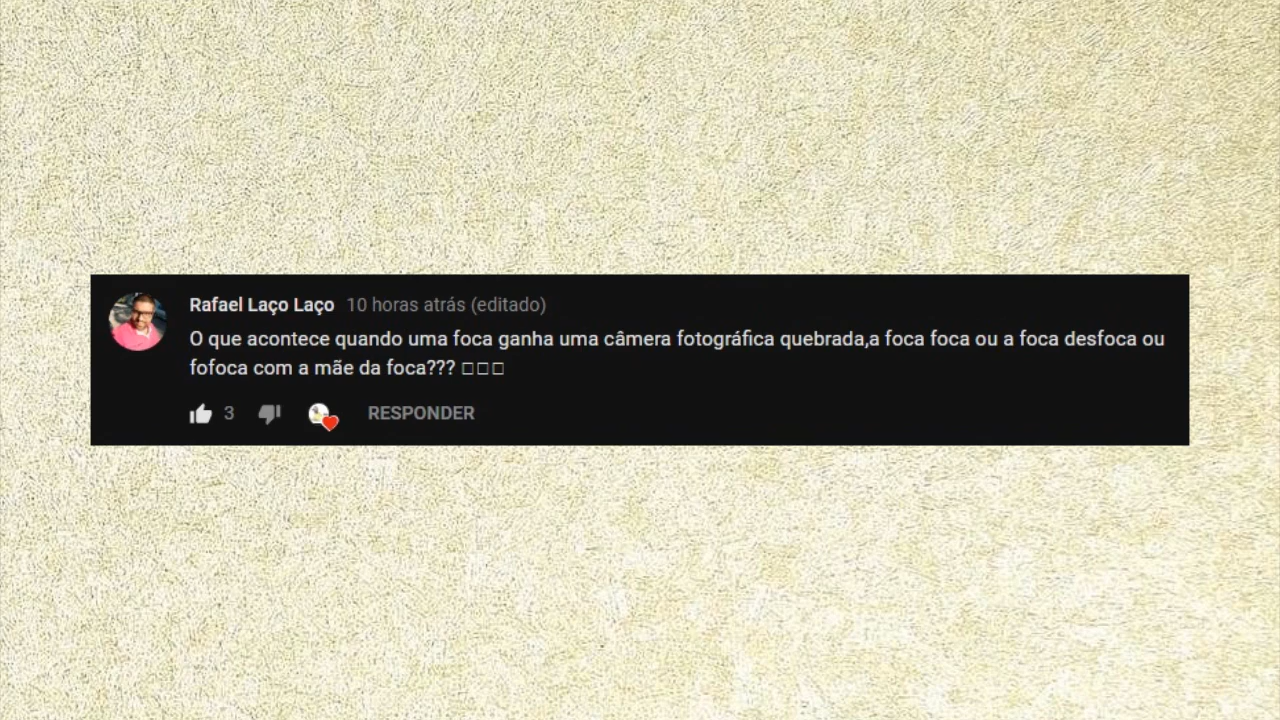 Rafael Laço Laço 10 horas atrás (editado)
O que acontece quando uma foca ganha uma câmera fotográfica quebrada,a foca foca ou a foca desfoca ou
fofoca com a mãe da foca??? □□□
3 RESPONDER